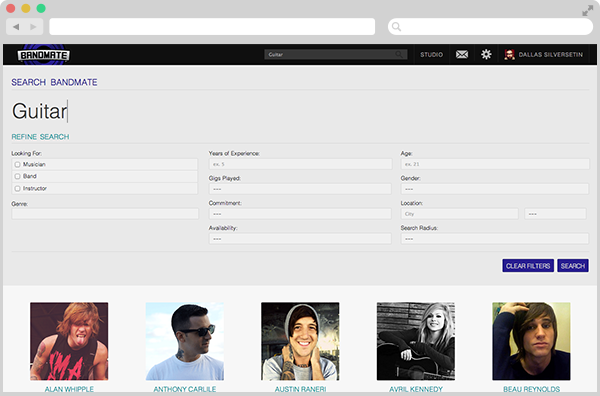 BANDMATE
Guitar
STUDIO
DALLAS SILVERSETIN
SEARCH BANDMATE
Guitar
REFINE SEARCH
Looking For:
Musician
Band
Instructor
Genre:
Years of Experience:
ex. 5
Gigs Played:
---
Commitment:
---
Availability:
---
Age:
ex. 21
Gender:
---
Location:
City
---
Search Radius:
---
CLEAR FILTERS
SEARCH
I'M A
ALAN WHIPPLE
ANTHONY CARLILE
AUSTIN RANERI
AVRIL KENNEDY
BEAU REYNOLDS